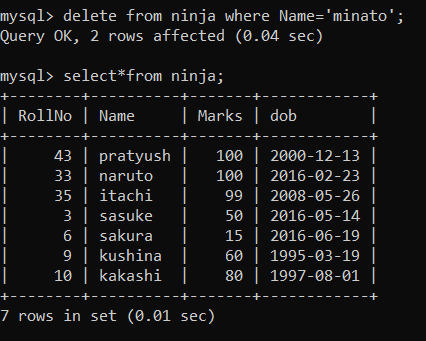 mysql> delete from ninja where Name='minato';
Query OK, 2 rows affected (0.04 sec)

mysql> select*from ninja;
+--------+----------+-------+------------+
| RollNo | Name     | Marks | dob        |
+--------+----------+-------+------------+
|     43 | pratyush |   100 | 2000-12-13 |
|     33 | naruto   |   100 | 2016-02-23 |
|     35 | itachi   |    99 | 2008-05-26 |
|      3 | sasuke   |    50 | 2016-05-14 |
|      6 | sakura   |    15 | 2016-06-19 |
|      9 | kushina  |    60 | 1995-03-19 |
|     10 | kakashi  |    80 | 1997-08-01 |
+--------+----------+-------+------------+
7 rows in set (0.01 sec)